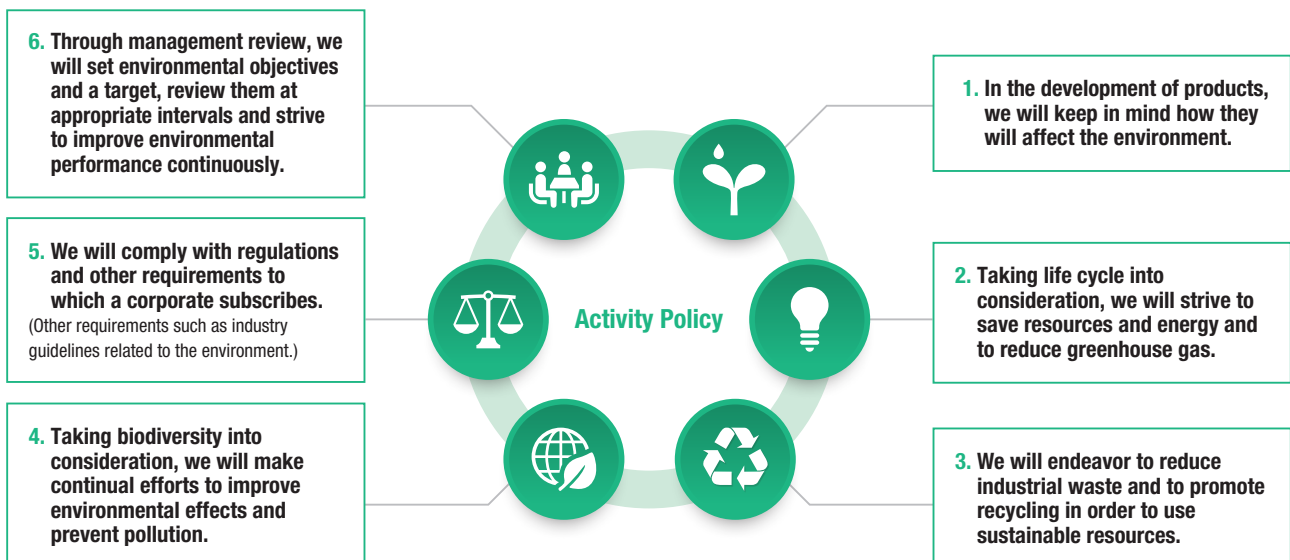 6. Through management review, we
will set environmental objectives
and a target, review them at
appropriate intervals and strive
to improve environmental
performance continuously.
1. In the development of products,
we will keep in mind how they
will affect the environment.
5. We will comply with regulations
and other requirements to
which a corporate subscribes.
(Other requirements such as industry
guidelines related to the environment.)
Activity Policy
2. Taking life cycle into
consideration, we will strive to
save resources and energy and
to reduce greenhouse gas.
4. Taking biodiversity into
consideration, we will make
continual efforts to improve
environmental effects and
prevent pollution.
3. We will endeavor to reduce
industrial waste and to promote
recycling in order to use
sustainable resources.